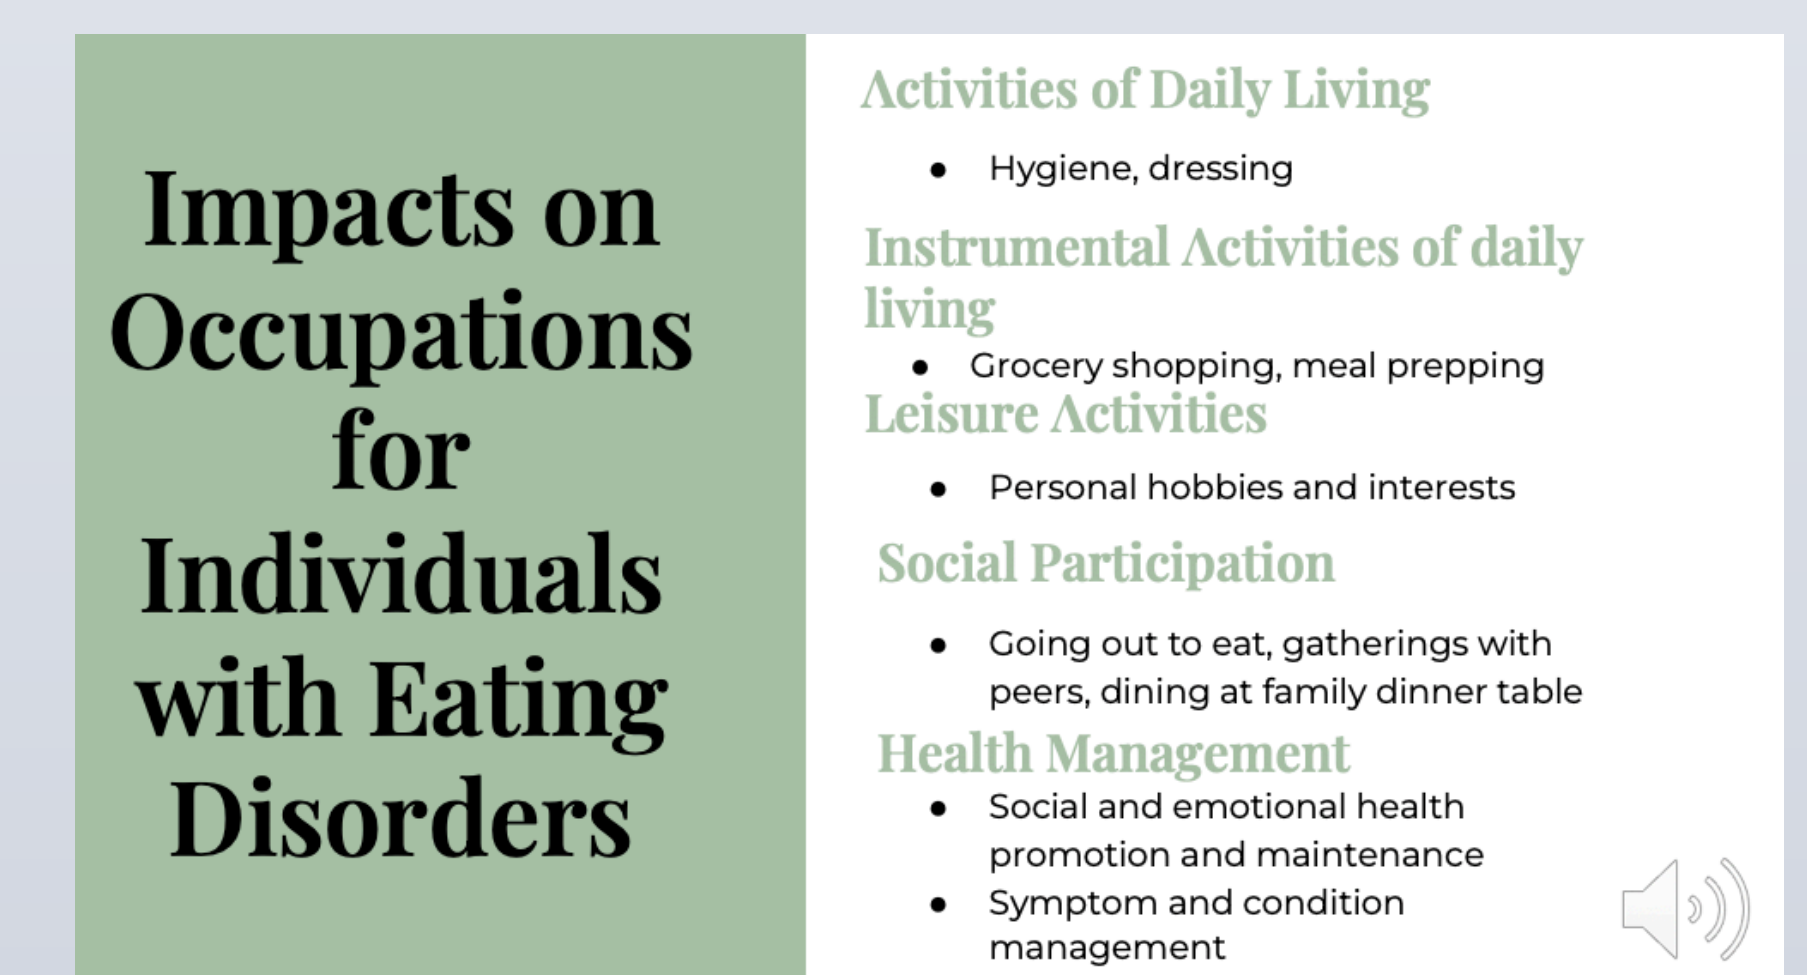 Impacts on
Occupations
for
Individuals
with Eating
Disorders
Activities of Daily Living
● Hygiene, dressing
Instrumental Activities of daily
living
● Grocery shopping, meal prepping
Leisure Activities
● Personal hobbies and interests
Social Participation
● Going out to eat, gatherings with
peers, dining at family dinner table
Health Management
● Social and emotional health
promotion and maintenance
● Symptom and condition
management